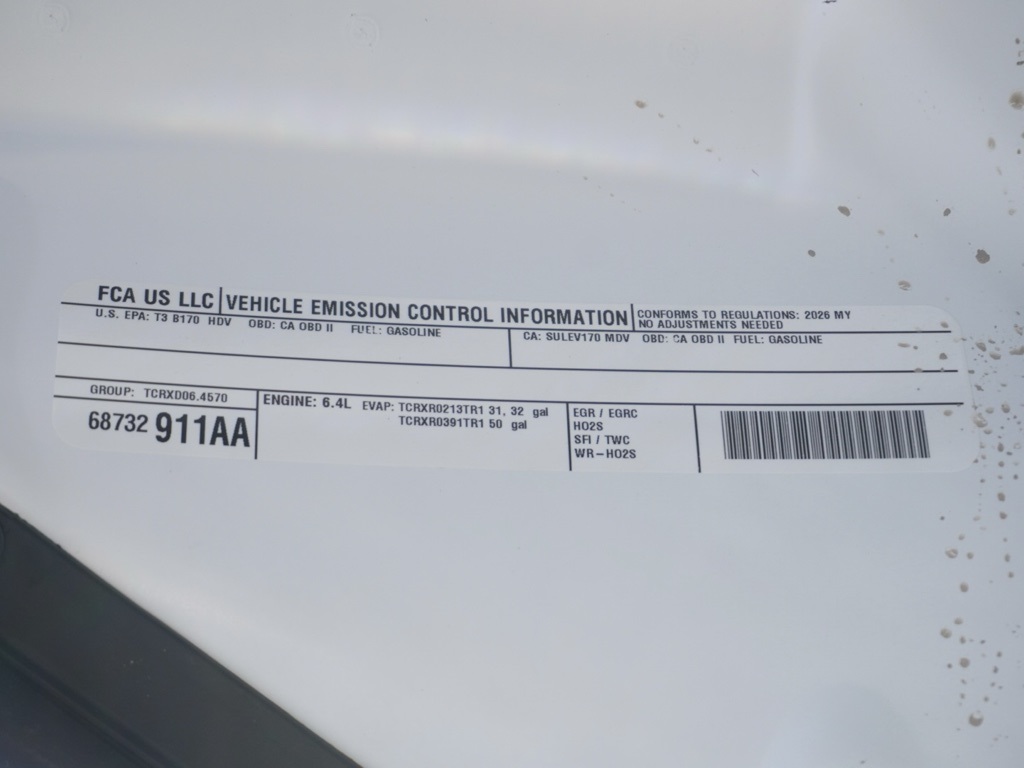 FCA US LLC VEHICLE EMISSION CONTROL INFORMATION CONFORMS TO REGULATIONS: 2026 MY
NO ADJUSTMENTS NEEDED
U.S. EPA: T3 B170 HDV OBD: CA OBD II FUEL: GASOLINE
CA: SULEV170 MDV OBD: CA OBD II FUEL: GASOLINE
GROUP: TCRXD06.4570
68732 911AA
ENGINE: 6.4L EVAP: TCRXR0213TR1 31, 32 gal
TCRXR0391TR1 50 gal
EGR / EGRC
HO2S
SFI / TWC
WR-HO2S